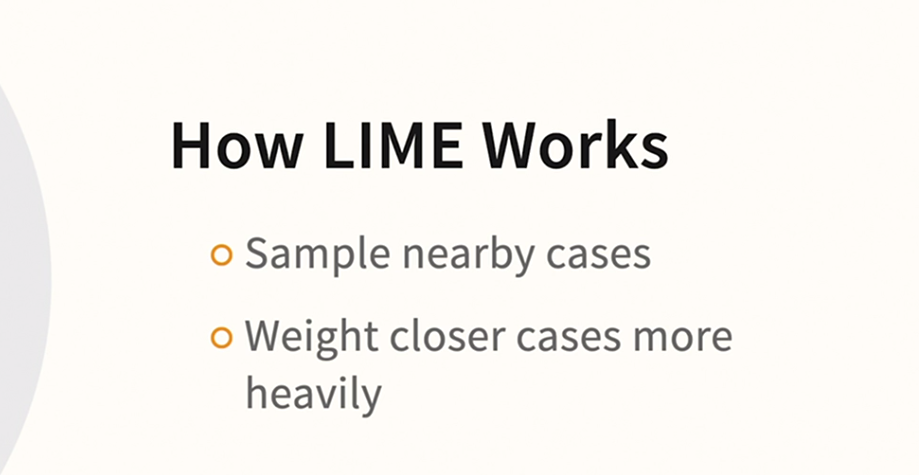 How LIME Works
Sample nearby cases
Weight closer cases more
heavily